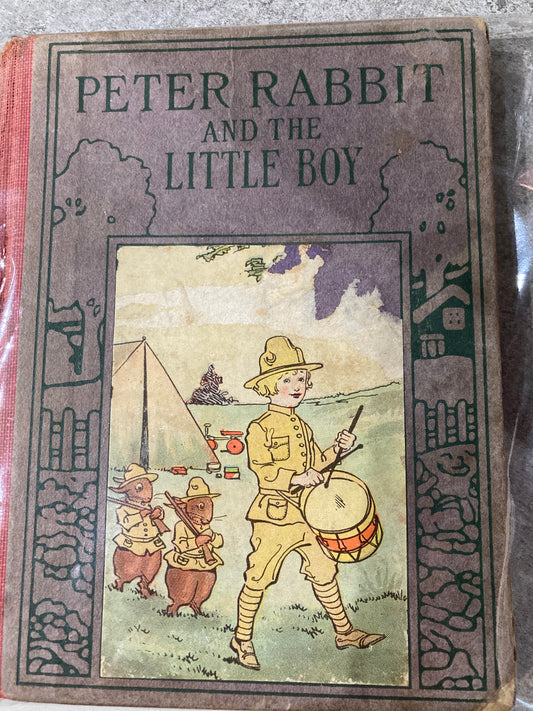 PETER RABBIT
AND THE
LITTLE BOY